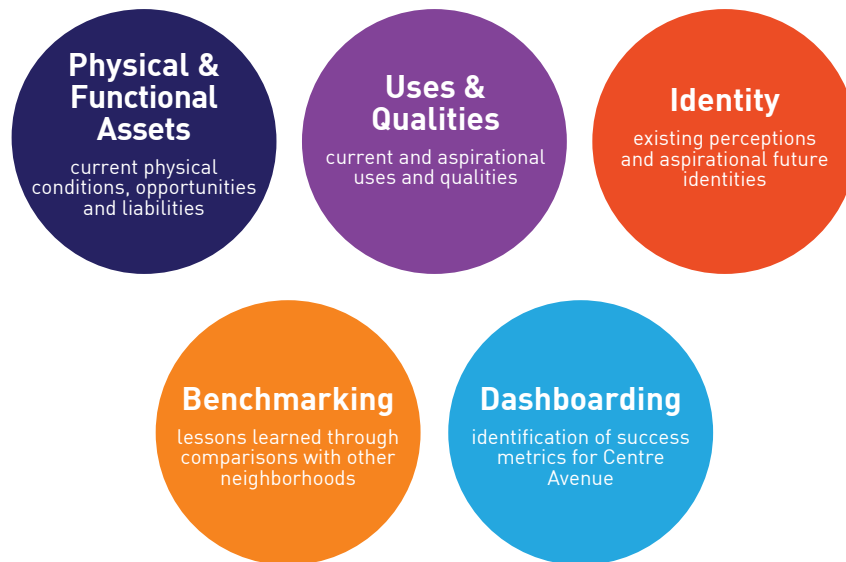 Physical &
Functional
Assets
current physical
conditions, opportunities
and liabilities
Uses &
Qualities
current and aspirational
uses and qualities
Identity
existing perceptions
and aspirational future
identities
Benchmarking
lessons learned through
comparisons with other
neighborhoods
Dashboarding
identification of success
metrics for Centre
Avenue